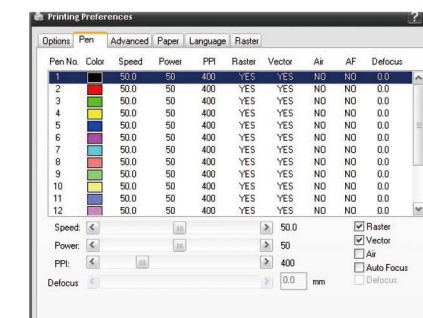 Printing Preferences
?
Options Pen Advanced Paper Language Raster
Pen No. Color Speed Power PPI Raster Vector Air AF Defocus
1 50.0 50 400 YES YES NO NO 0.0
2 50.0 50 400 YES YES NO NO 0.0
3 50.0 50 400 YES YES NO NO 0.0
4 50.0 50 400 YES YES NO NO 0.0
5 50.0 50 400 YES YES NO NO 0.0
6 50.0 50 400 YES YES NO NO 0.0
7 50.0 50 400 YES YES NO NO 0.0
8 50.0 50 400 YES YES NO NO 0.0
9 50.0 50 400 YES YES NO NO 0.0
10 50.0 50 400 YES YES NO NO 0.0
11 50.0 50 400 YES YES NO NO 0.0
12 50.0 50 400 YES YES NO NO 0.0
Speed: 50.0 Raster
Power: 50 Vector
Air
PPI: 400 Auto Focus
Defocus 0.0 mm Defocus